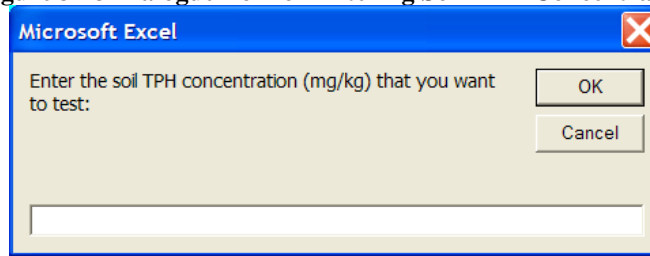 Microsoft Excel
Enter the soil TPH concentration (mg/kg) that you want
to test:
OK
Cancel